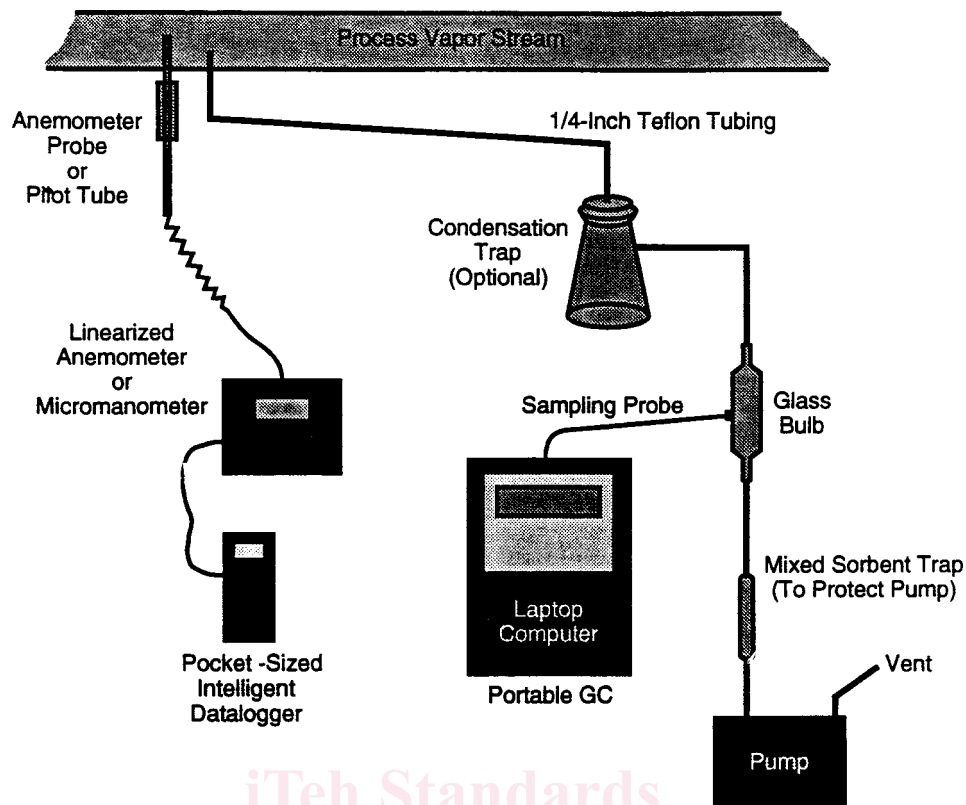 Process Vapor Stream
Anemometer
Probe
or
Pitot Tube
1/4-Inch Teflon Tubing
Condensation
Trap
(Optional)
Linearized
Anemometer
or
Micromanometer
Sampling Probe
Glass
Bulb
Laptop
Computer
Mixed Sorbent Trap
(To Protect Pump)
Pocket -Sized
Intelligent
Datalogger
Portable GC
Vent
Pump
iTeh Standards